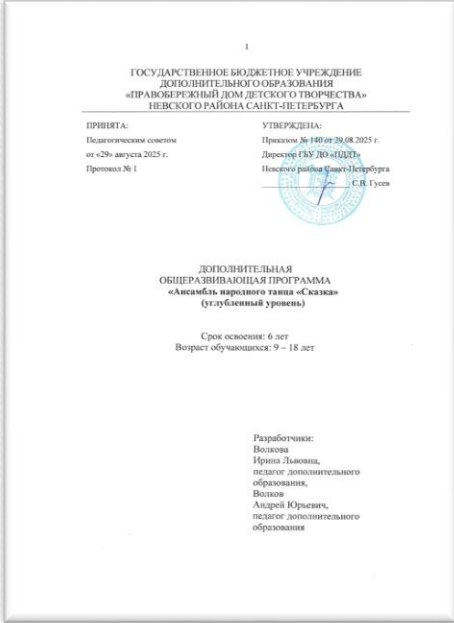 1
ГОСУДАРСТВЕННОЕ БЮДЖЕТНОЕ УЧРЕЖДЕНИЕ
ДОПОЛНИТЕЛЬНОГО ОБРАЗОВАНИЯ
«ПРАВОБЕРЕЖНЫЙ ДОМ ДЕТСКОГО ТВОРЧЕСТВА»
НЕВСКОГО РАЙОНА САНКТ-ПЕТЕРБУРГА
ПРИНЯТА:
Педагогическим советом
от «29» августа 2025 г.
Протокол № 1
УТВЕРЖДЕНА:
Приказом № 140 от 29.08.2025 г.
Директор ГБУ ДО «ПДДТ»
Невского района Санкт-Петербурга
С.В. Гусев
ДОПОЛНИТЕЛЬНАЯ
ОБЩЕРАЗВИВАЮЩАЯ ПРОГРАММА
«Ансамбль народного танца «Сказка»
(углубленный уровень)
Срок освоения: 6 лет
Возраст обучающихся: 9 – 18 лет
Разработчики:
Волкова
Ирина Львовна,
педагог дополнительного
образования,
Волков
Андрей Юрьевич,
педагог дополнительного
образования